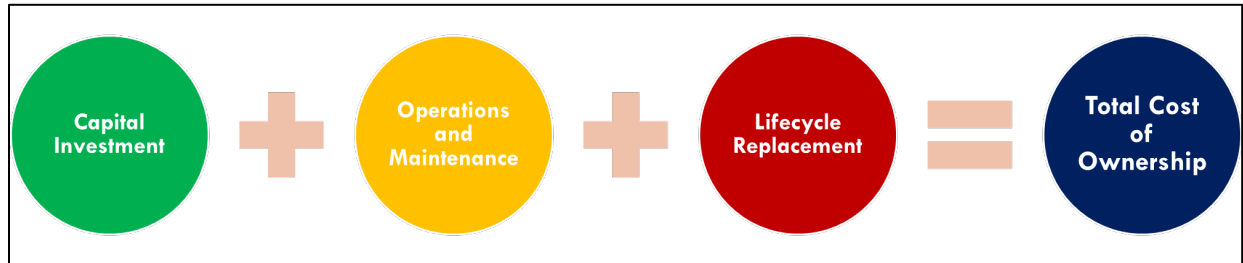 Capital
Investment
Operations
and
Maintenance
Lifecycle
Replacement
Total Cost
of
Ownership